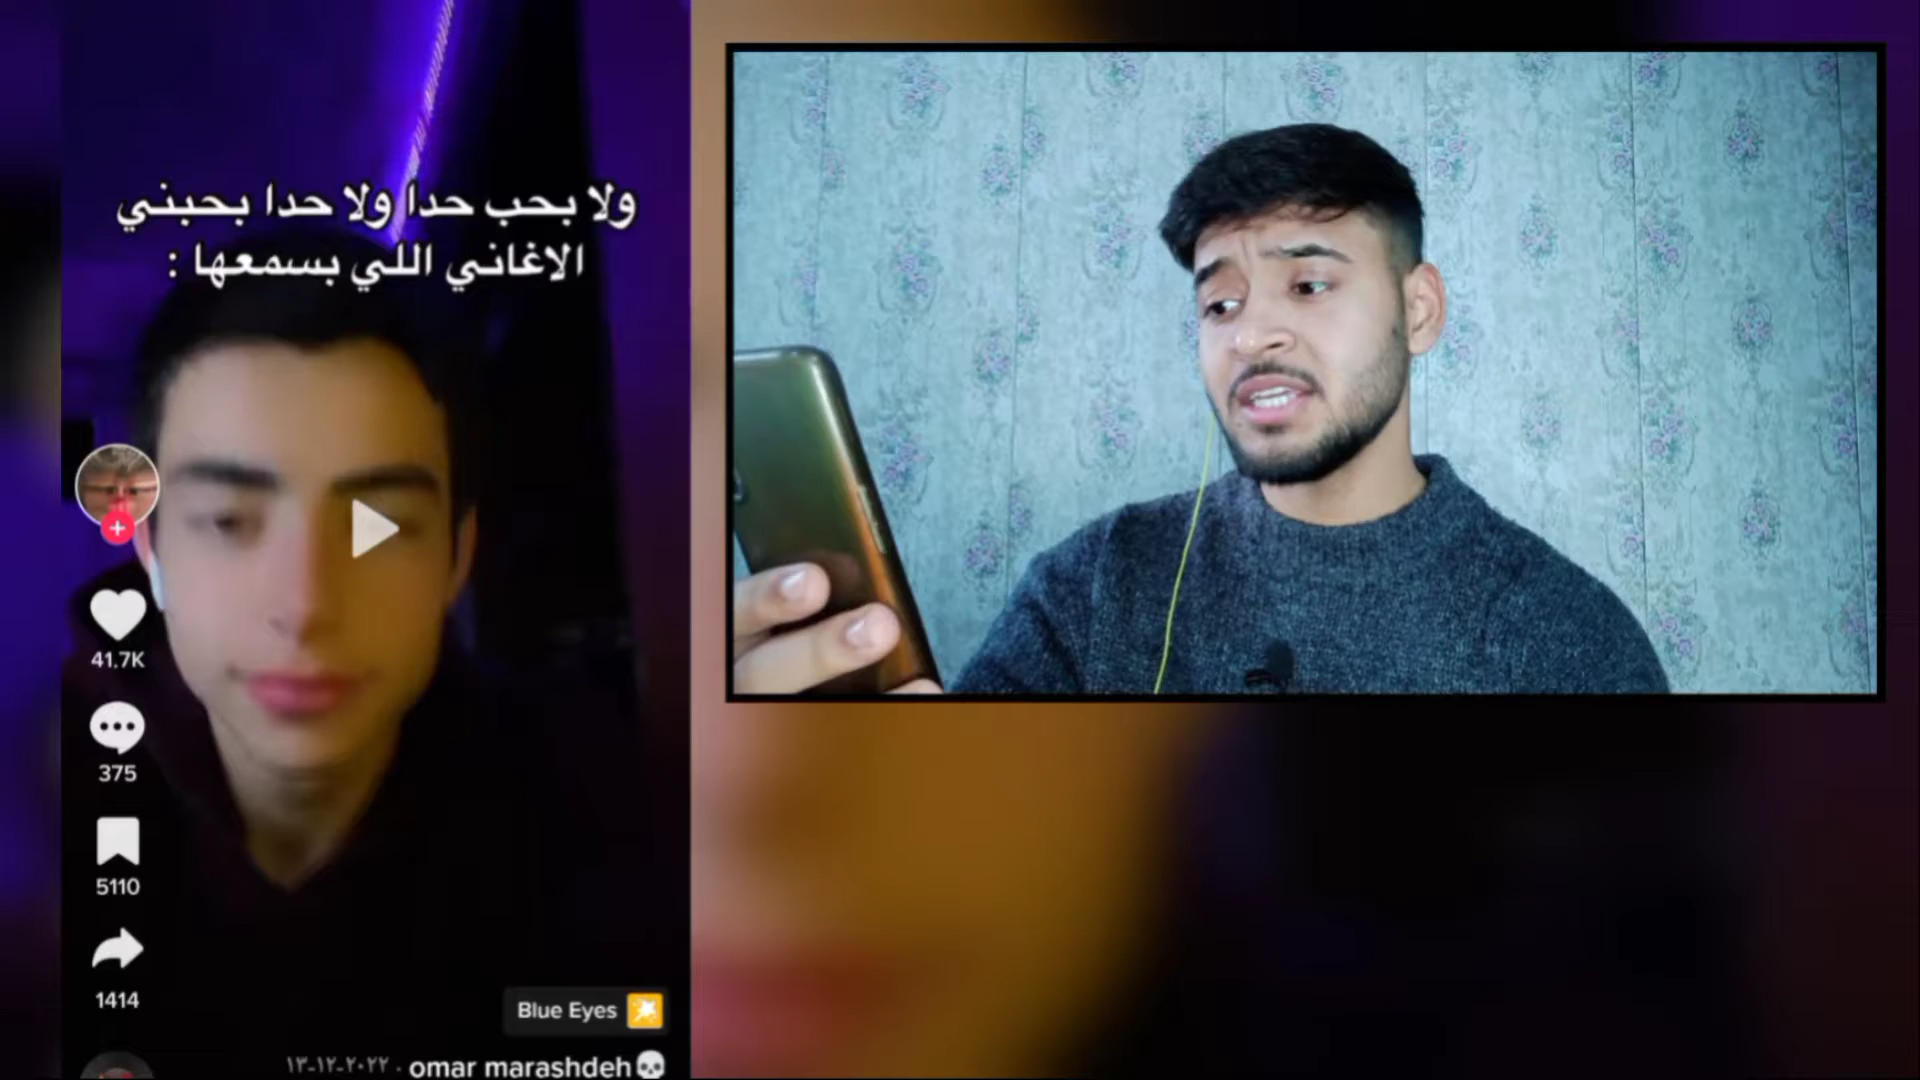 ولا بحب حدا ولا حدا بحبني
الاغاني اللي بسمعها :
41.7K
375
5110
1414
Blue Eyes
omar marashdeh💀 · ١٣-١٢-٢٠٢٢